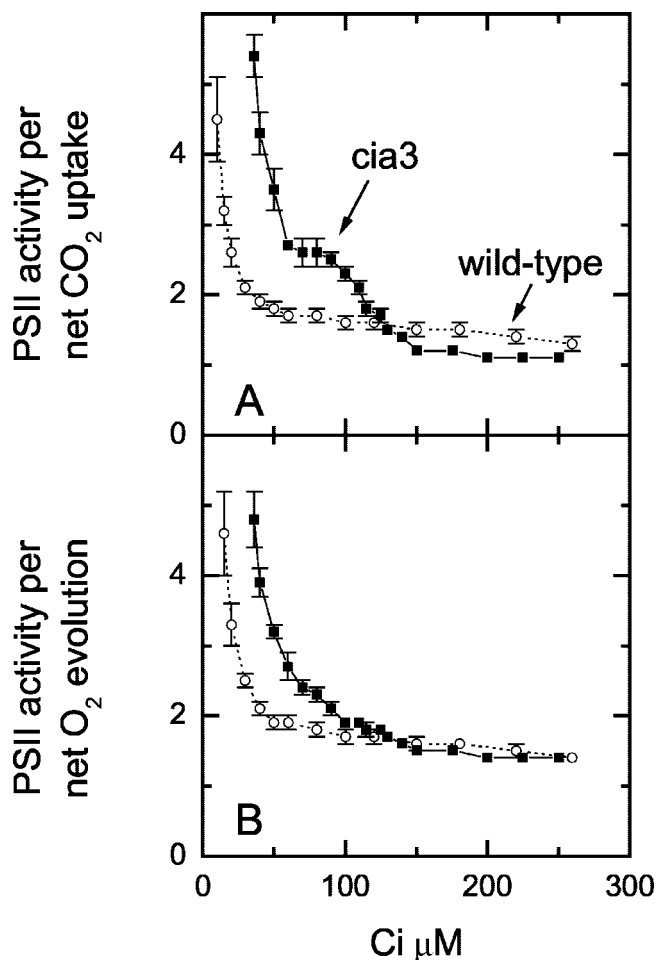 PSII activity per
net CO₂ uptake
4
2
0
cia3
wild-type
A
PSII activity per
net O₂ evolution
4
2
0
B
0 100 200 300
Ci μM